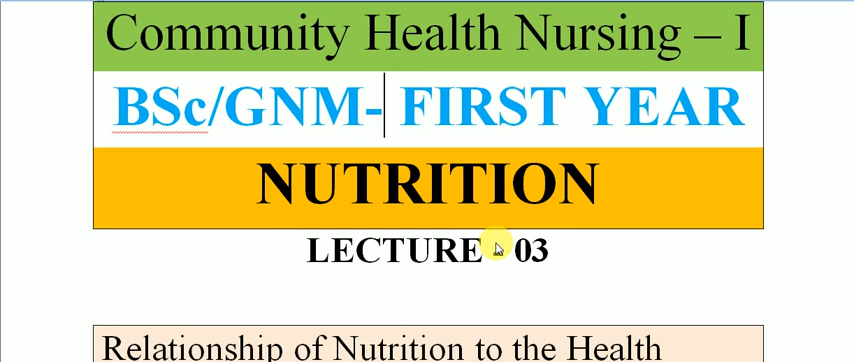 Community Health Nursing – I
BSc/GNM- FIRST YEAR
NUTRITION
LECTURE - 03
Relationship of Nutrition to the Health